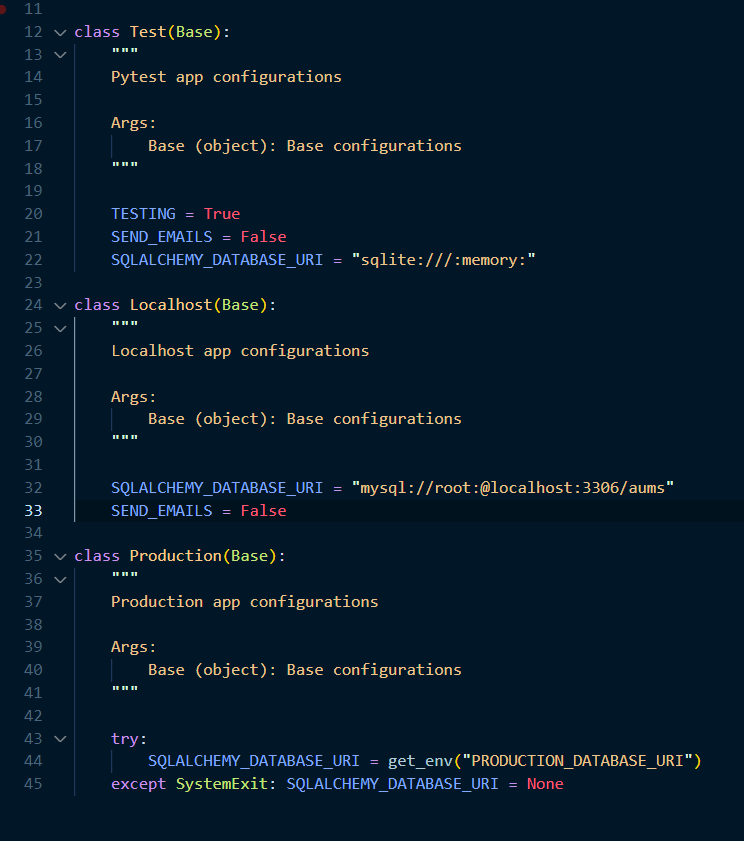 11
12 class Test(Base):
13 """
14 Pytest app configurations
15
16 Args:
17 Base (object): Base configurations
18 """
19
20 TESTING = True
21 SEND_EMAILS = False
22 SQLALCHEMY_DATABASE_URI = "sqlite:///:memory:"
23
24 class Localhost(Base):
25 """
26 Localhost app configurations
27
28 Args:
29 Base (object): Base configurations
30 """
31
32 SQLALCHEMY_DATABASE_URI = "mysql://root:@localhost:3306/aums"
33 SEND_EMAILS = False
34
35 class Production(Base):
36 """
37 Production app configurations
38
39 Args:
40 Base (object): Base configurations
41 """
42
43 try:
44 SQLALCHEMY_DATABASE_URI = get_env("PRODUCTION_DATABASE_URI")
45 except SystemExit: SQLALCHEMY_DATABASE_URI = None